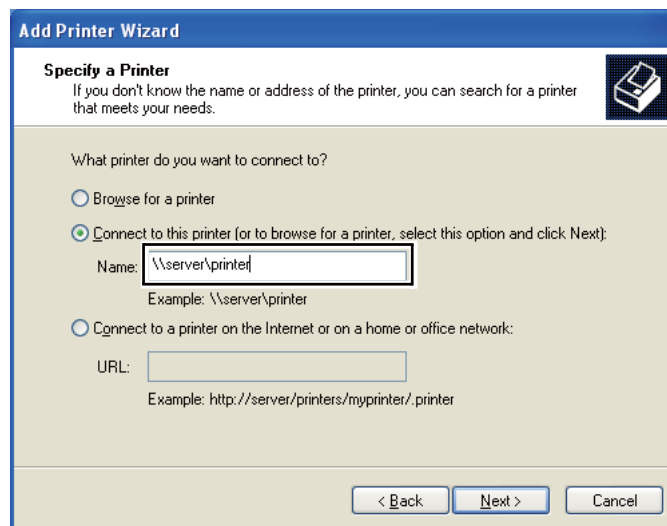 Add Printer Wizard
Specify a Printer
If you don't know the name or address of the printer, you can search for a printer
that meets your needs.
What printer do you want to connect to?
Browse for a printer
Connect to this printer (or to browse for a printer, select this option and click Next):
Name: \\server\printer
Example: \\server\printer
Connect to a printer on the Internet or on a home or office network:
URL:
Example: http://server/printers/myprinter/.printer
< Back Next > Cancel